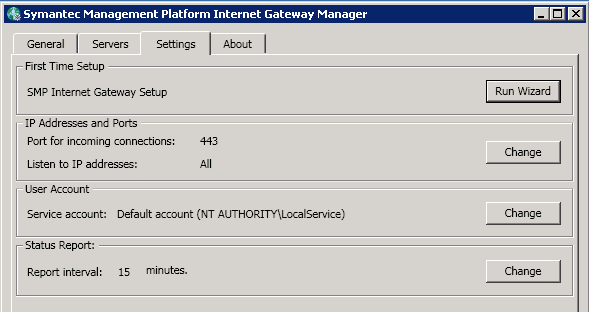 Symantec Management Platform Internet Gateway Manager
General Servers Settings About
First Time Setup
SMP Internet Gateway Setup Run Wizard
IP Addresses and Ports
Port for incoming connections: 443
Listen to IP addresses: All
Change
User Account
Service account: Default account (NT AUTHORITY\LocalService) Change
Status Report:
Report interval: 15 minutes. Change